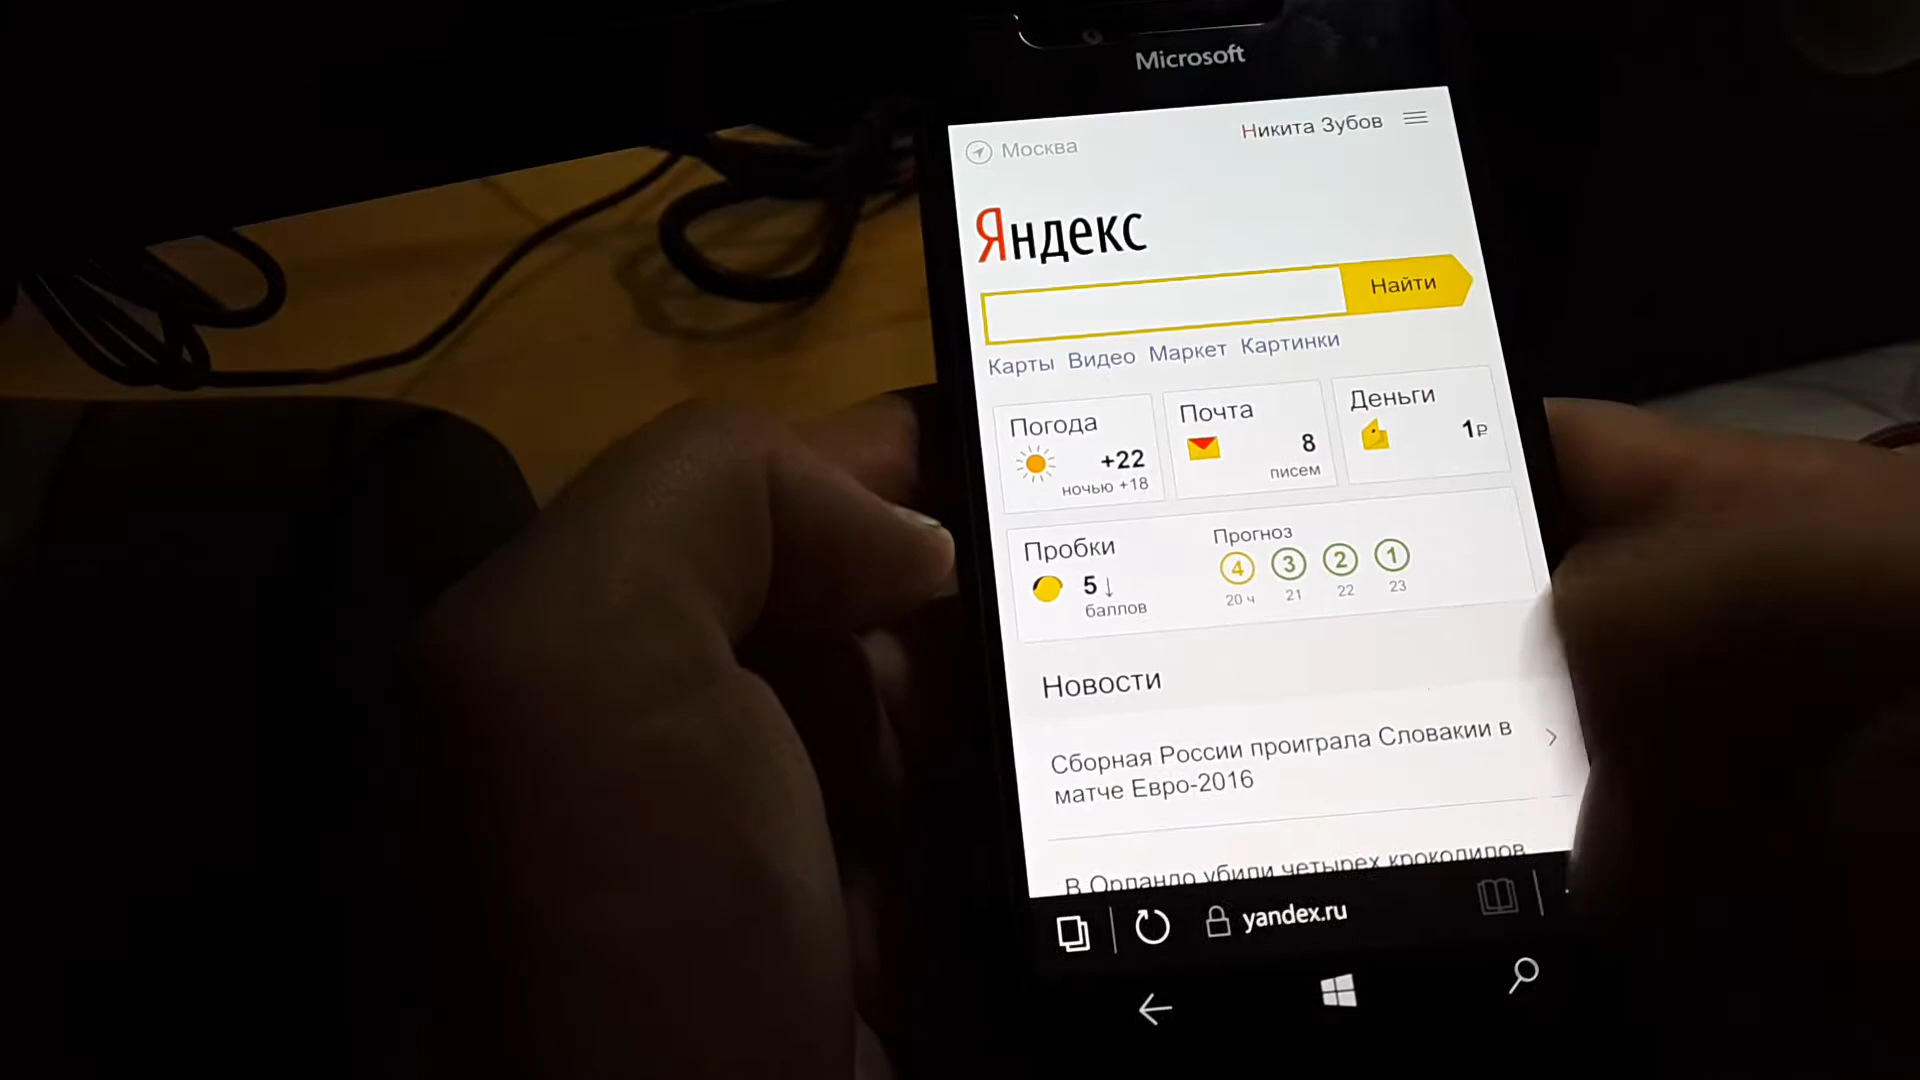 Microsoft
Москва
Никита Зубов
Яндекс
Найти
Карты Видео Маркет Картинки
Погода
+22
ночью +18
Почта
8
писем
Деньги
1₽
Пробки
5↓
баллов
Прогноз
4 3 2 1
20 ч 21 22 23
Новости
Сборная России проиграла Словакии в
матче Евро-2016
В Орландо убили четырех крокодилов
yandex.ru